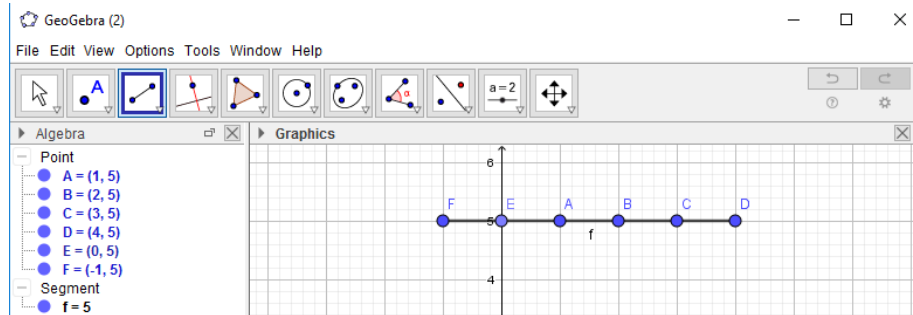 GeoGebra (2)
File Edit View Options Tools Window Help
A α a=2
Algebra
Graphics
Point
A = (1, 5)
B = (2, 5)
C = (3, 5)
D = (4, 5)
E = (0, 5)
F = (-1, 5)
Segment
f = 5
6
F E A B C D
5
f
4